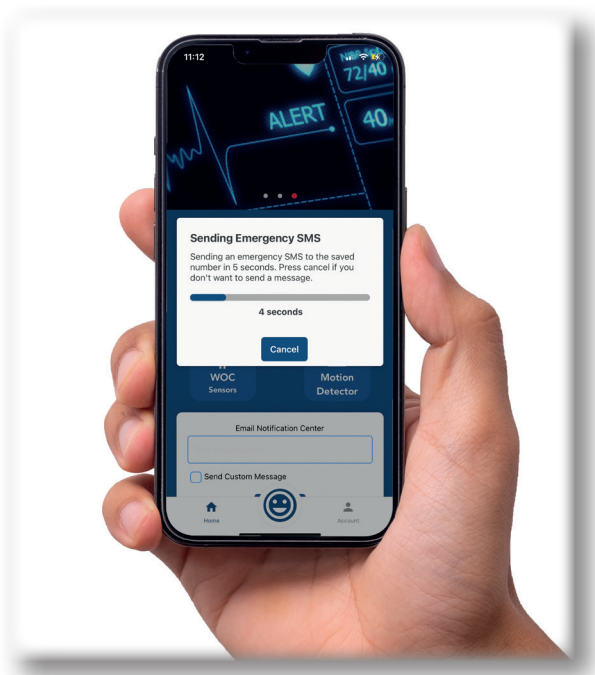 11:12
72/40
ALERT
40
Sending Emergency SMS
Sending an emergency SMS to the saved
number in 5 seconds. Press cancel if you
don't want to send a message.
4 seconds
Cancel
WOC
Motion
Sensors
Detector
Email Notification Center
Send Custom Message
Home
Account